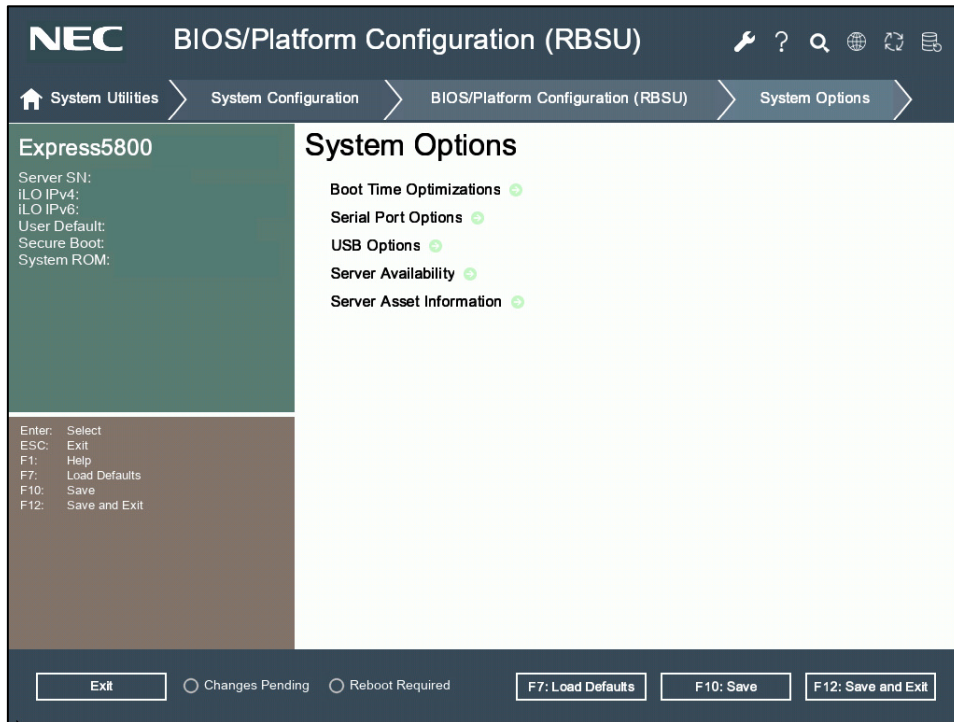 NEC BIOS/Platform Configuration (RBSU) ?
System Utilities System Configuration BIOS/Platform Configuration (RBSU) System Options
Express5800
Server SN:
iLO IPv4:
iLO IPv6:
User Default:
Secure Boot:
System ROM:
System Options
Boot Time Optimizations
Serial Port Options
USB Options
Server Availability
Server Asset Information
Enter: Select
ESC: Exit
F1: Help
F7: Load Defaults
F10: Save
F12: Save and Exit
Exit Changes Pending Reboot Required F7: Load Defaults F10: Save F12: Save and Exit